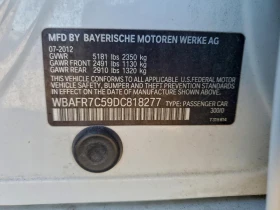 MFD BY BAYERISCHE MOTOREN WERKE AG
07-2012
GVWR 5181 lbs 2350 kg
GAWR FRONT 2491 lbs 1130 kg
GAWR REAR 2910 lbs 1320 kg
THIS VEHICLE CONFORMS TO ALL APPLICABLE U.S. FEDERAL MOTOR
VEHICLE SAFETY, BUMPER, AND THEFT PREVENTION STANDARDS
IN EFFECT ON THE DATE OF MANUFACTURE SHOWN ABOVE.
WBAFR7C59DC818277 TYPE: PASSENGER CAR